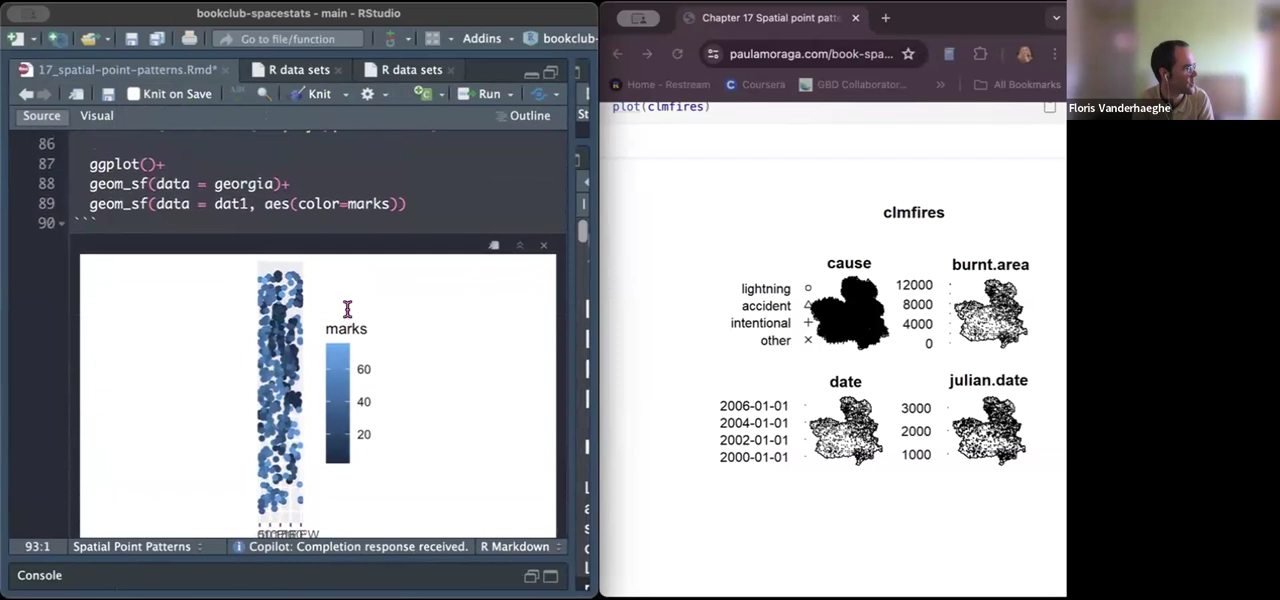 bookclub-spacestats - main - RStudio
Go to file/function
Addins
bookclub-
17_spatial-point-patterns.Rmd*
R data sets
R data sets
Knit on Save
Knit
Run
Source
Visual
Outline
86
87 ggplot()+
88 geom_sf(data = georgia)+
89 geom_sf(data = dat1, aes(color=marks))
90 ```
marks
60
40
20
93:1
Spatial Point Patterns
Copilot: Completion response received.
R Markdown
Console
Chapter 17 Spatial point patt
paulamoraga.com/book-spa...
Home - Restream
Coursera
GBD Collaborator...
All Bookmarks
plot(clmfires)
clmfires
cause
lightning
accident
intentional
other
burnt.area
12000
8000
4000
0
date
2006-01-01
2004-01-01
2002-01-01
2000-01-01
julian.date
3000
2000
1000
Floris Vanderhaeghe